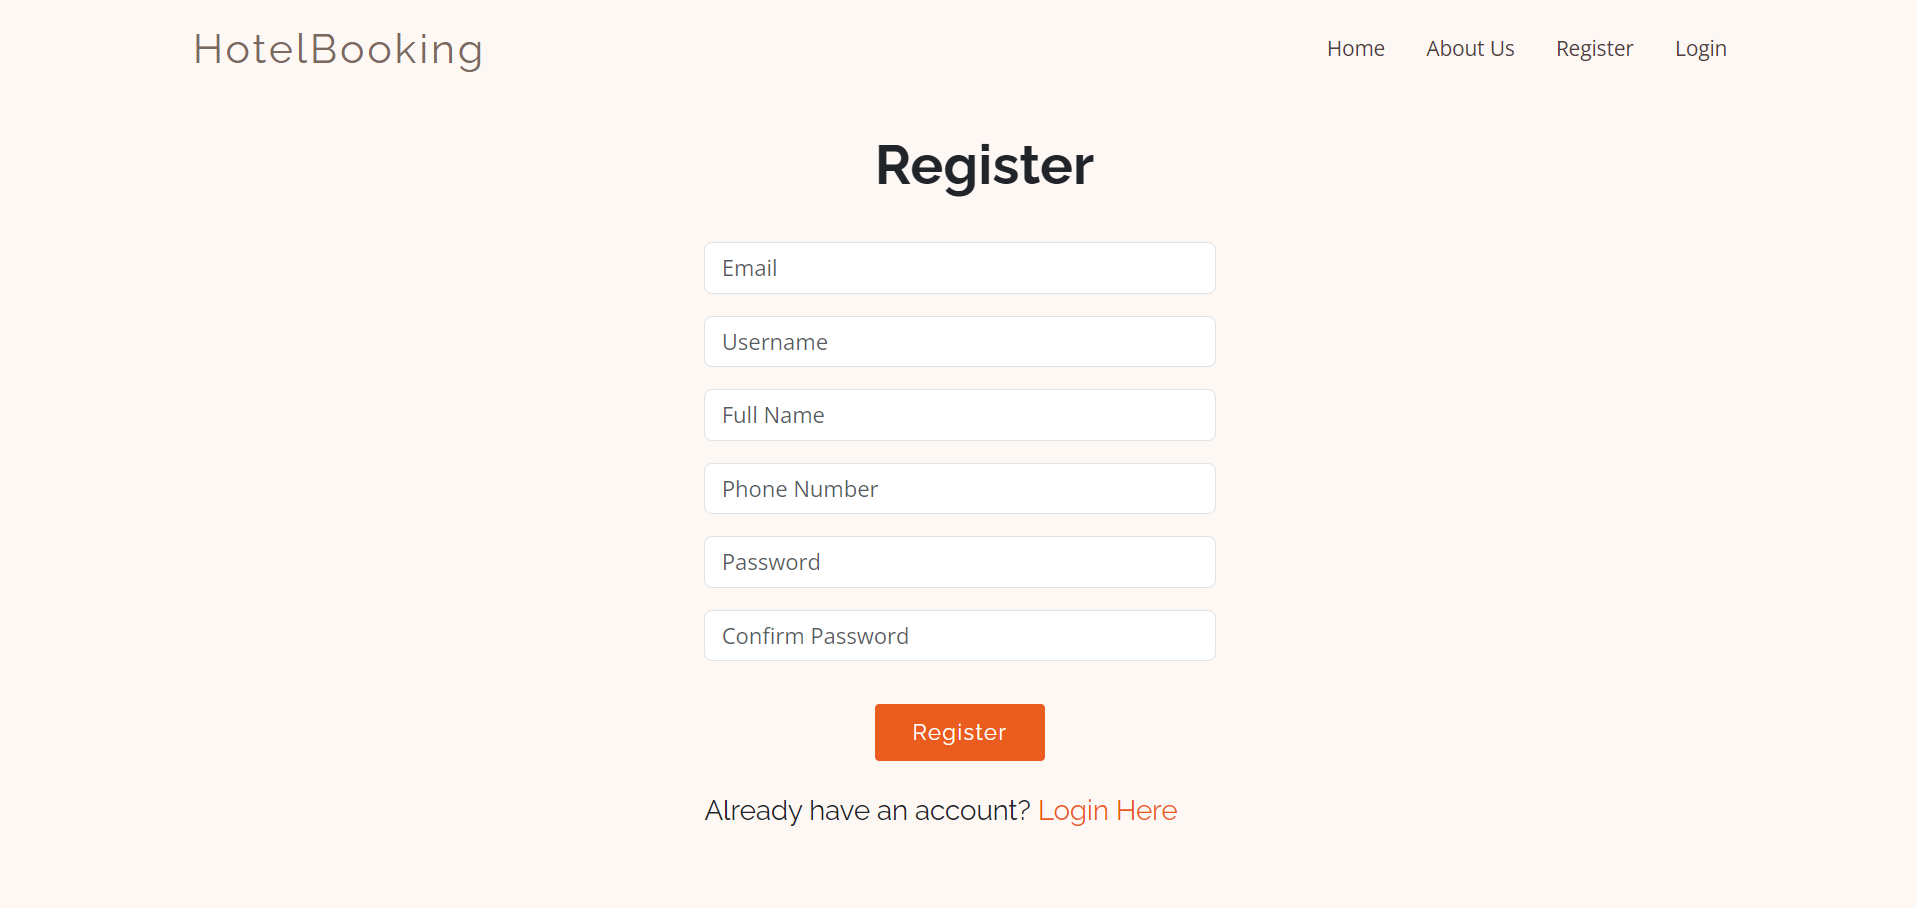 HotelBooking
Home About Us Register Login
Register
Email
Username
Full Name
Phone Number
Password
Confirm Password
Register
Already have an account? Login Here